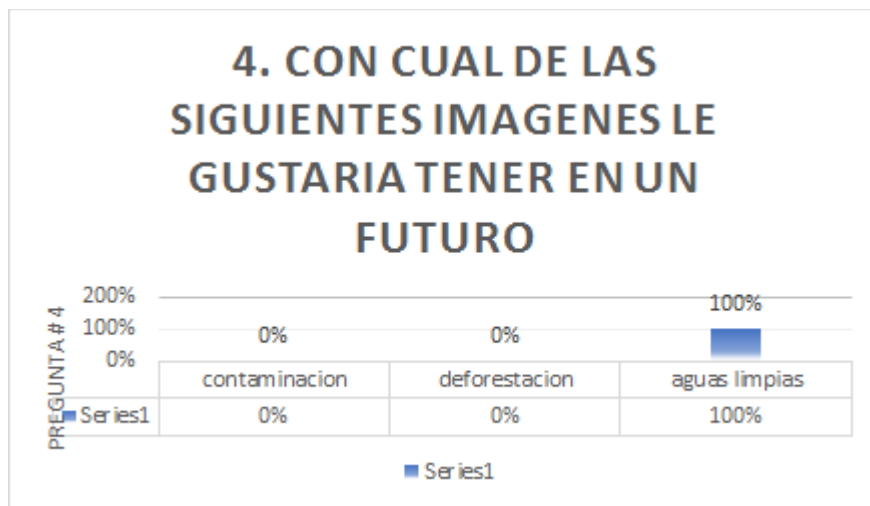 4. CON CUAL DE LAS
SIGUIENTES IMAGENES LE
GUSTARIA TENER EN UN
FUTURO
PREGUNTA # 4
200%
100%
0%
0%
0%
100%
contaminacion deforestacion aguas limpias
Series1 0% 0% 100%
Series1